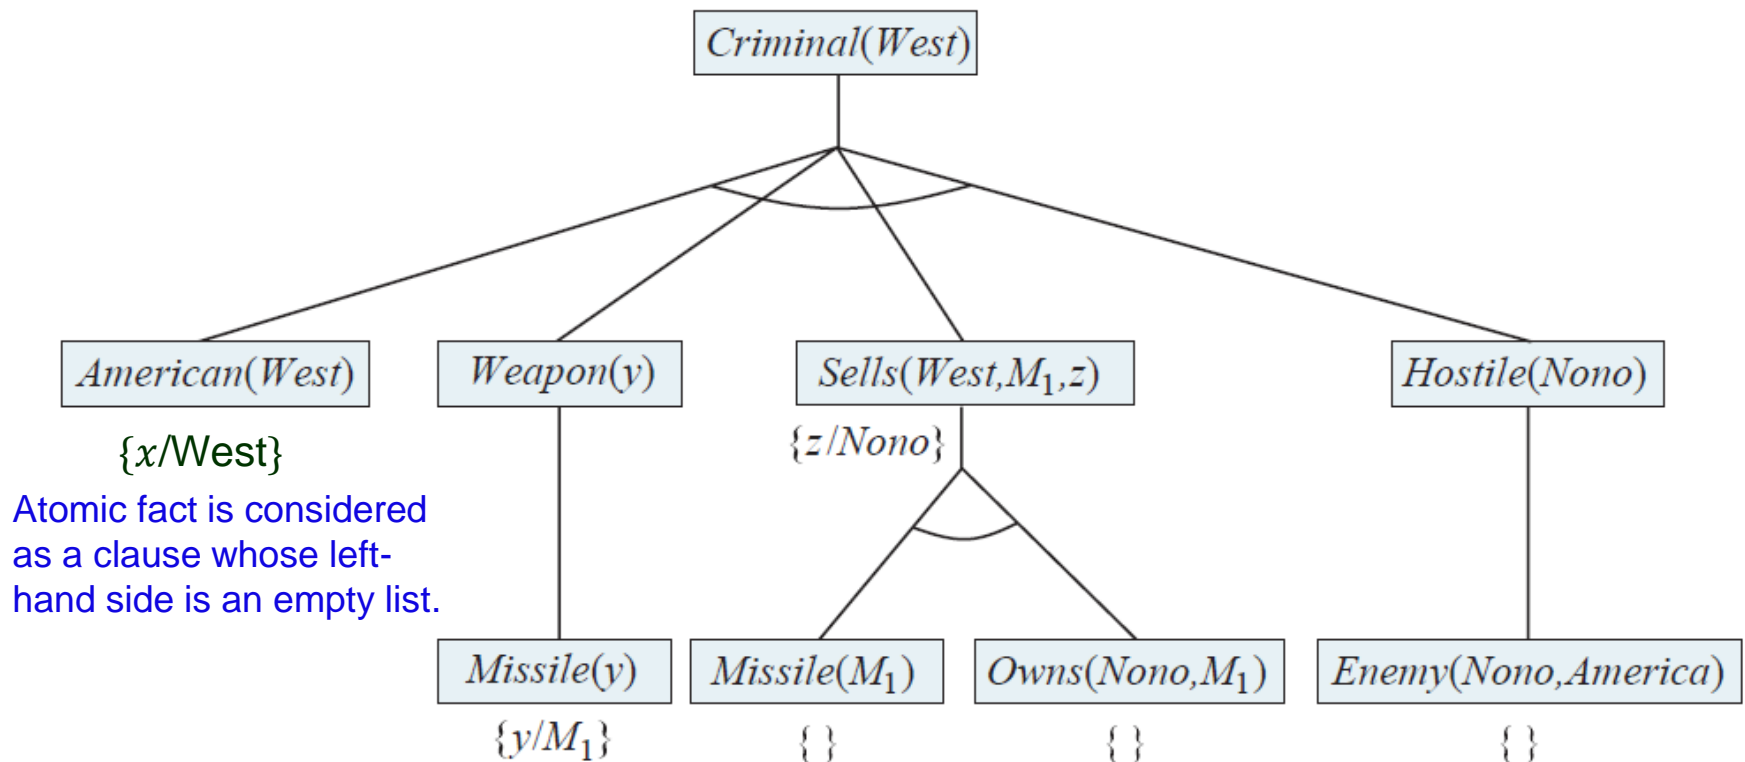 Criminal(West)
American(West)
Weapon(y)
Sells(West,M₁,z)
Hostile(Nono)
{x/West}
{z/Nono}
Atomic fact is considered
as a clause whose left-
hand side is an empty list.
Missile(y)
Missile(M₁)
Owns(Nono,M₁)
Enemy(Nono,America)
{y/M₁}
{ }
{ }
{ }